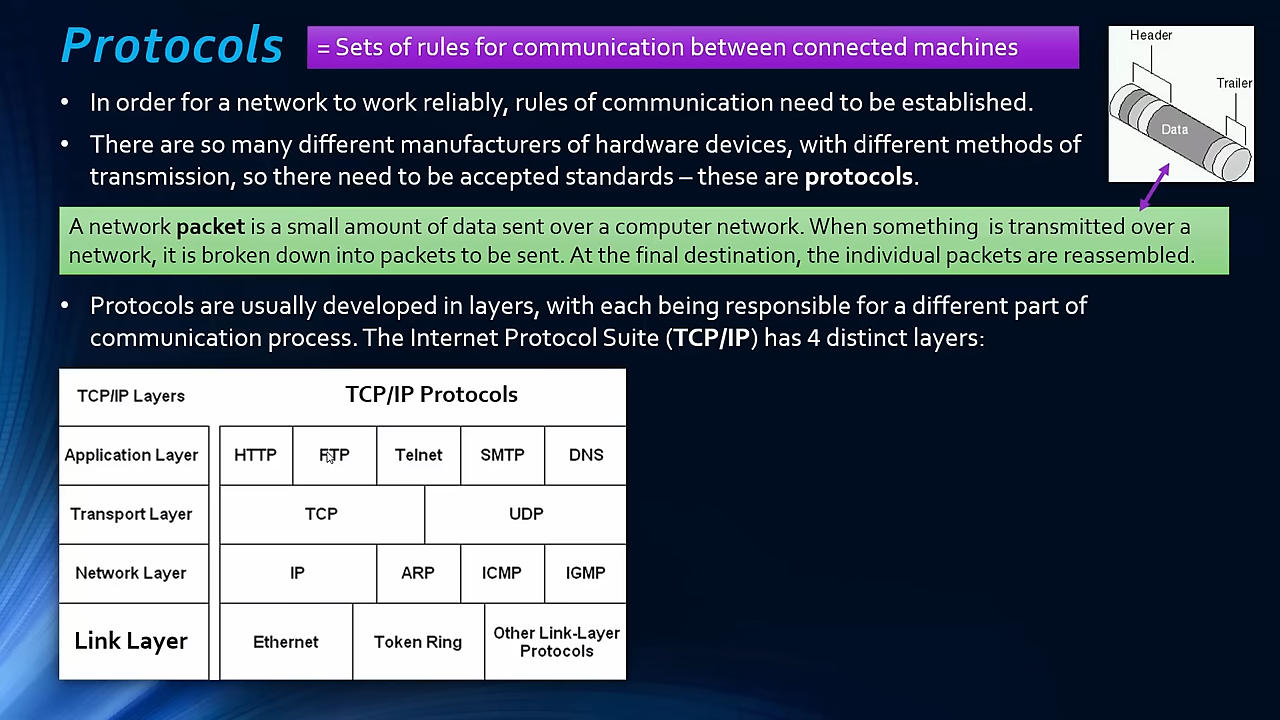 Protocols
= Sets of rules for communication between connected machines
Header
Trailer
Data
• In order for a network to work reliably, rules of communication need to be established.
• There are so many different manufacturers of hardware devices, with different methods of
transmission, so there need to be accepted standards – these are protocols.
A network packet is a small amount of data sent over a computer network. When something is transmitted over a
network, it is broken down into packets to be sent. At the final destination, the individual packets are reassembled.
• Protocols are usually developed in layers, with each being responsible for a different part of
communication process. The Internet Protocol Suite (TCP/IP) has 4 distinct layers:
TCP/IP Layers TCP/IP Protocols
Application Layer HTTP FTP Telnet SMTP DNS
Transport Layer TCP UDP
Network Layer IP ARP ICMP IGMP
Link Layer Ethernet Token Ring Other Link-Layer
Protocols